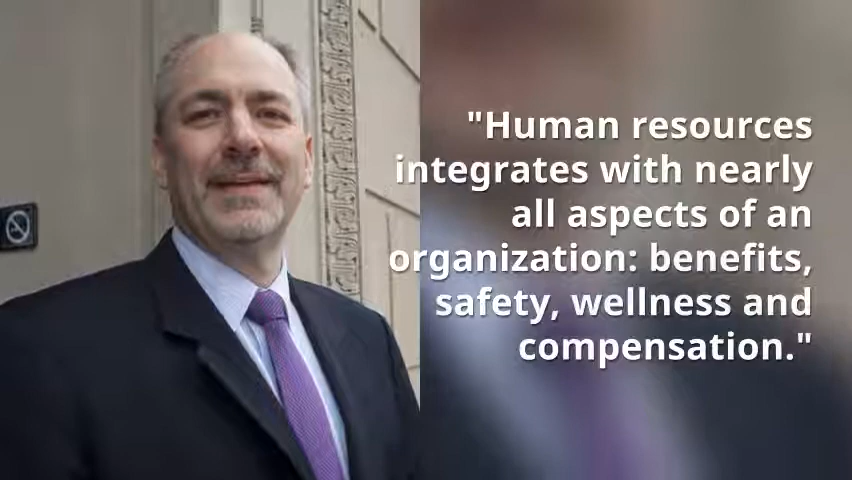 "Human resources
integrates with nearly
all aspects of an
organization: benefits,
safety, wellness and
compensation."